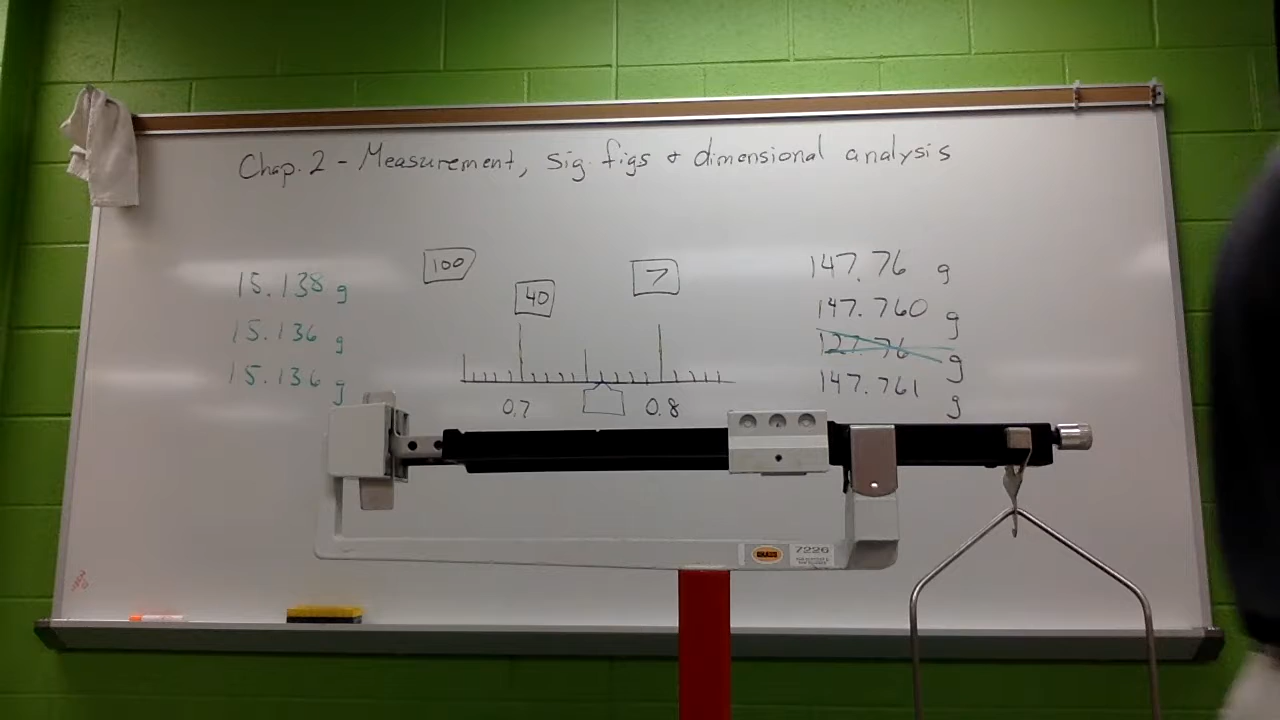 Chap. 2 - Measurement, sig. figs & dimensional analysis
15.138 g
15.136 g
15.136 g
100
40
7
0.7
0.8
147.76 g
147.760 g
127.76 g
147.761 g
7226